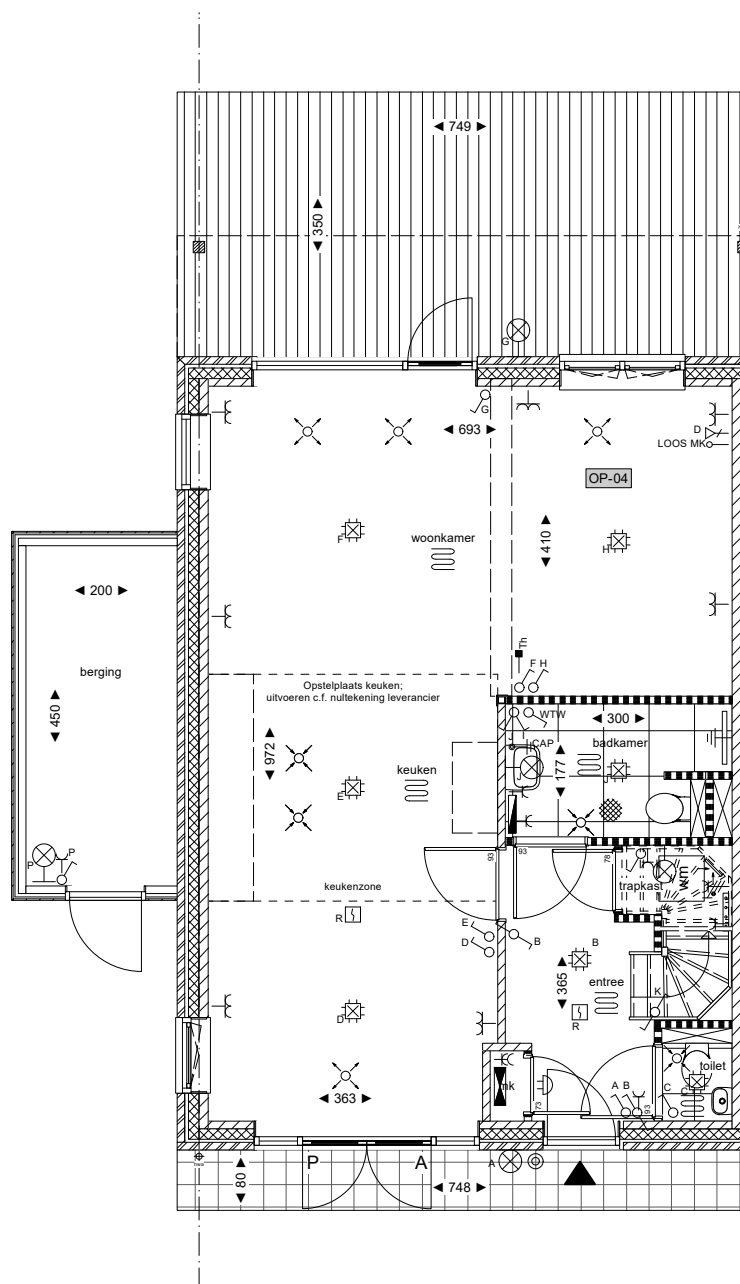 749
350
G
G
693
D
LOOS MK
OP-04
F
woonkamer
410
H
200
berging
450
Th
F H
Opstelplaats keuken;
uitvoeren c.f. nultekening leverancier
WTW
300
J
CAP
badkamer
177
J
972
keuken
E
P
P
93
93
78
trapkast
wm
keukenzone
R
E
D
B
B
365
entree
K
R
D
toilet
mk
A B
C
73
93
363
P
A
A
80
748